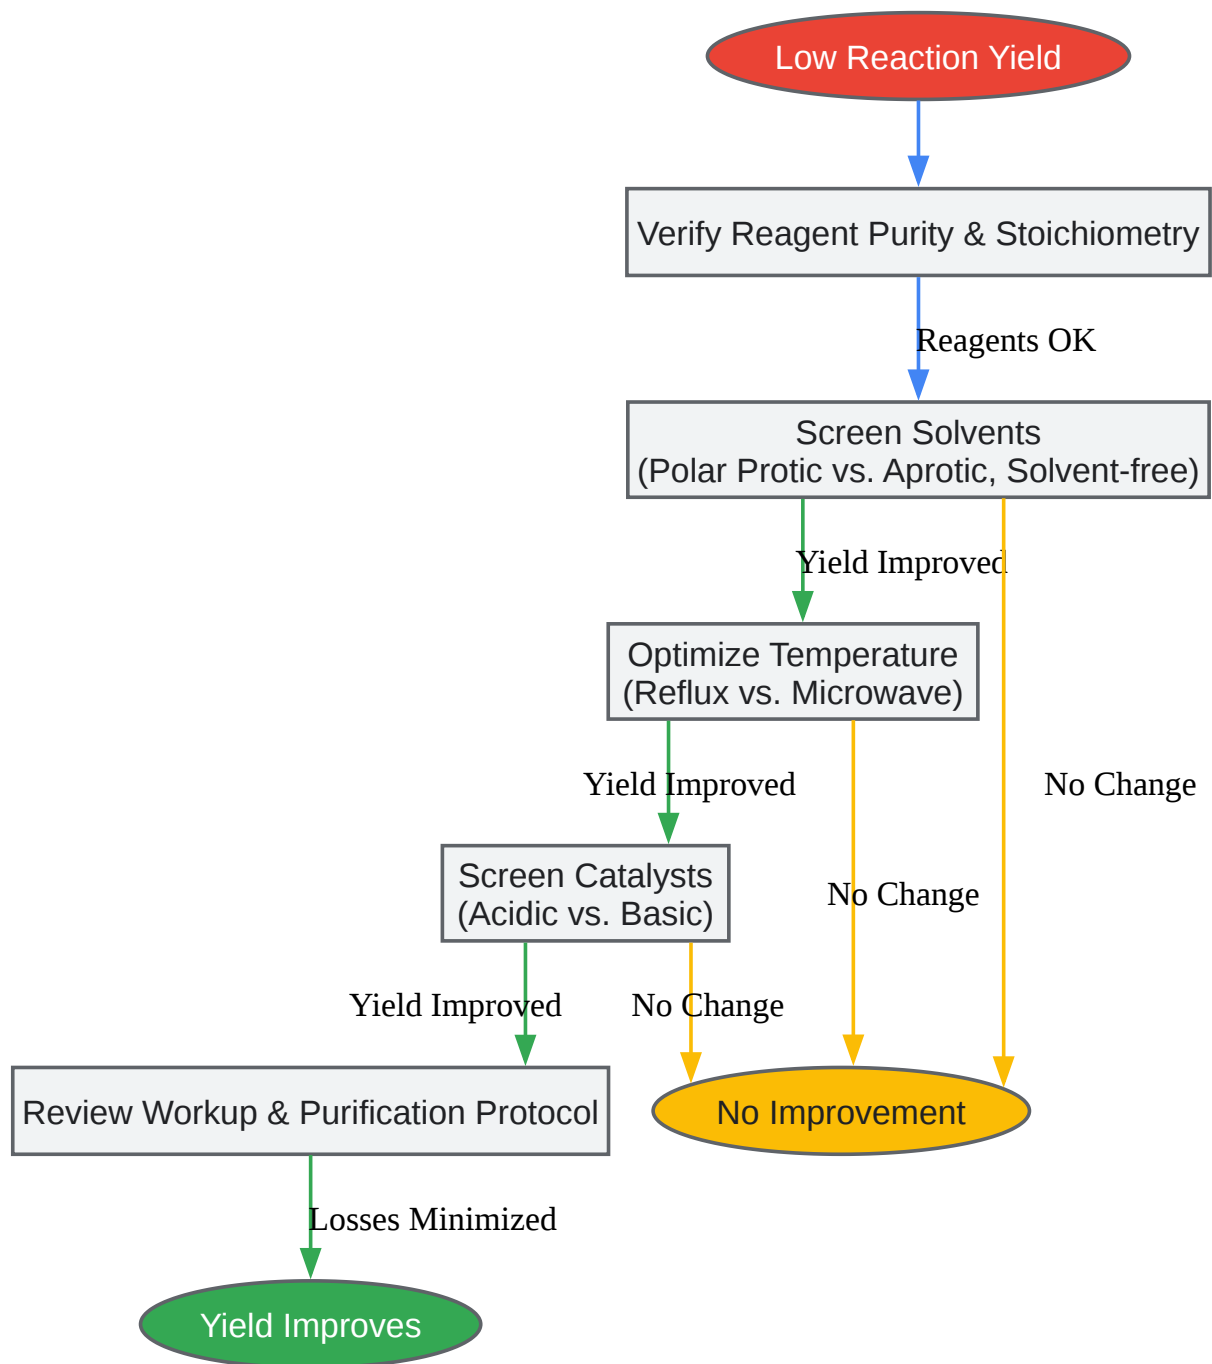 Low Reaction Yield
Verify Reagent Purity & Stoichiometry
Reagents OK
Screen Solvents
(Polar Protic vs. Aprotic, Solvent-free)
Yield Improved
Optimize Temperature
(Reflux vs. Microwave)
Yield Improved
No Change
Screen Catalysts
(Acidic vs. Basic)
No Change
Yield Improved
No Change
Review Workup & Purification Protocol
No Improvement
Losses Minimized
Yield Improves